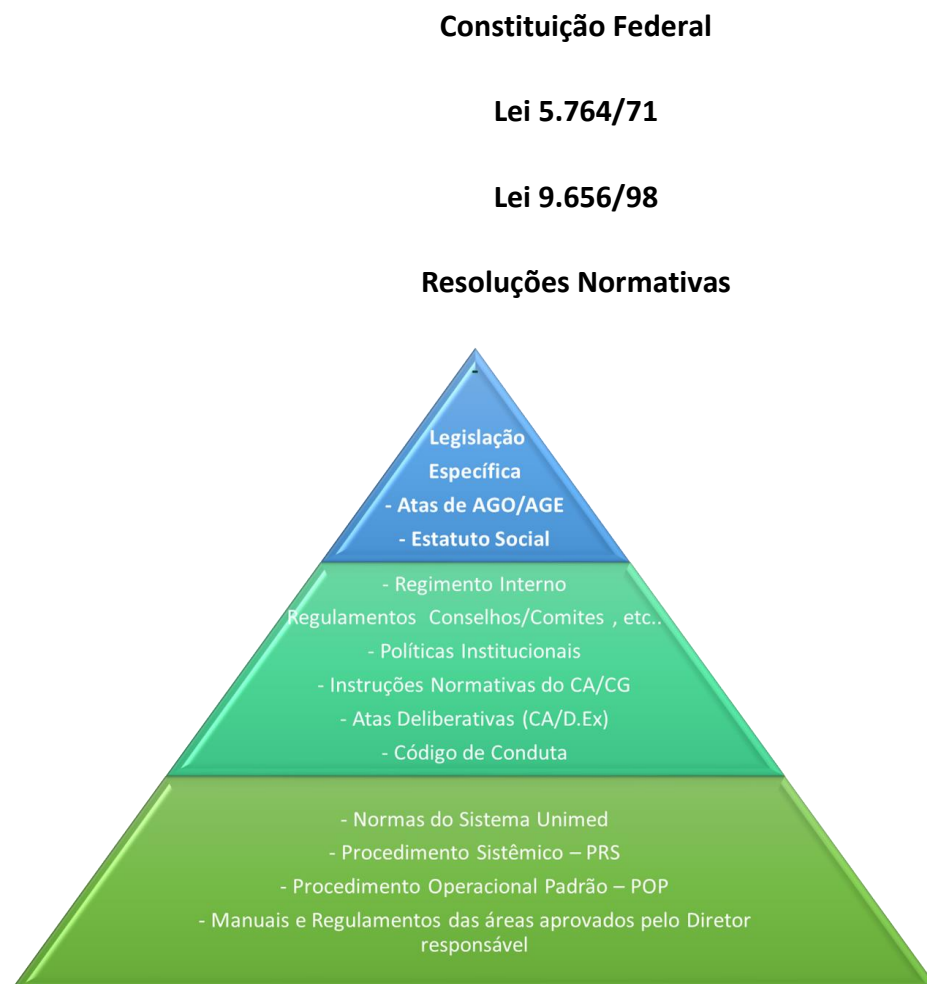 Constituição Federal
Lei 5.764/71
Lei 9.656/98
Resoluções Normativas
-
Legislação
Específica
- Atas de AGO/AGE
- Estatuto Social
- Regimento Interno
Regulamentos Conselhos/Comites , etc..
- Políticas Institucionais
- Instruções Normativas do CA/CG
- Atas Deliberativas (CA/D.Ex)
- Código de Conduta
- Normas do Sistema Unimed
- Procedimento Sistêmico – PRS
- Procedimento Operacional Padrão – POP
- Manuais e Regulamentos das áreas aprovados pelo Diretor
responsável